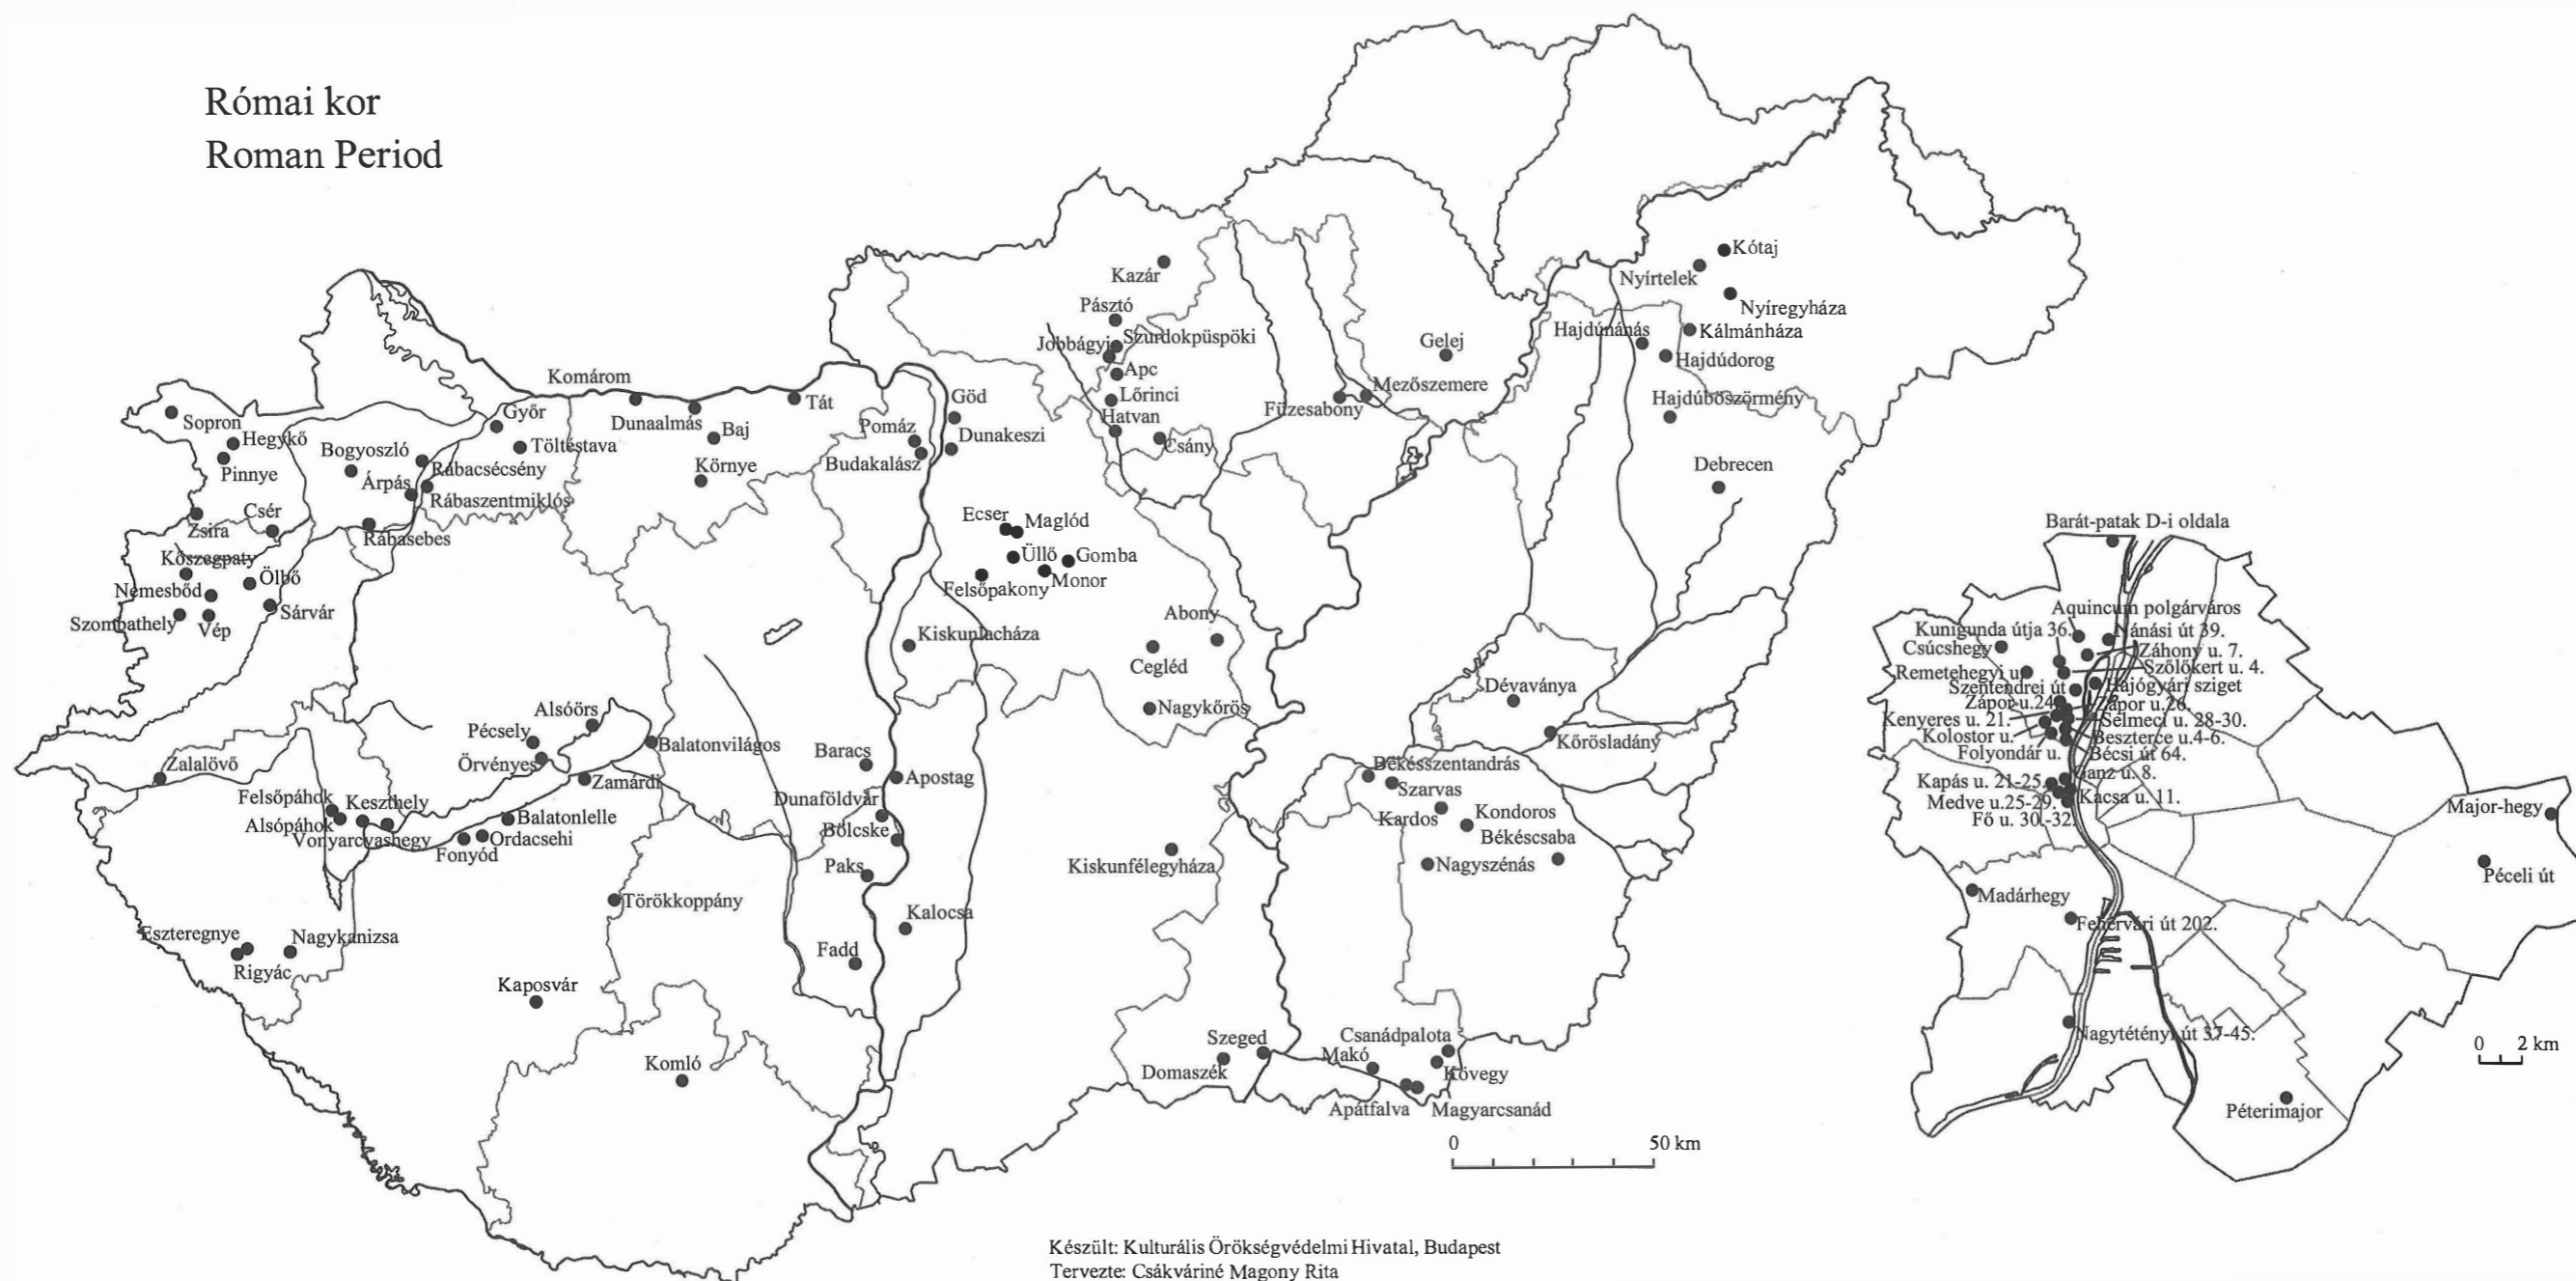 Római kor
Roman Period
Kótaj
Nyírtelek
Nyíregyháza
Kálmánháza
Hajdúnánás
Hajdúdorog
Hajdúböszörmény
Debrecen
Kazár
Pásztó
Szurdokpüspöki
Jobbágyi
Apc
Lőrinci
Hatvan
Csány
Gelej
Mezőszemere
Füzesabony
Komárom
Dunaalmás
Baj
Környe
Tát
Pomáz
Budakalász
Göd
Dunakeszi
Sopron
Hegykő
Pinnye
Bogyoszló
Árpás
Rábacsécsény
Rábaszentmiklós
Győr
Töltéstava
Csér
Zsira
Rábasebes
Kőszegpaty
Ölbő
Nemesbőd
Sárvár
Szombathely
Vép
Ecser
Maglód
Üllő
Gomba
Monor
Felsőpakony
Kiskunlacháza
Abony
Cegléd
Nagykőrös
Alsóörs
Pécsely
Örvényes
Balatonvilágos
Zamárdi
Zalalövő
Felsőpáhok
Keszthely
Alsópáhok
Vonyarcvashegy
Balatonlelle
Ordacsehi
Fonyód
Baracs
Apostag
Dunaföldvár
Bölcske
Paks
Kalocsa
Fadd
Törökkoppány
Eszteregnye
Nagykanizsa
Rigyác
Kaposvár
Komló
Dévaványa
Körösladány
Békésszentandrás
Szarvas
Kardos
Kondoros
Békéscsaba
Nagyszénás
Kiskunfélegyháza
Szeged
Domaszék
Csanádpalota
Makó
Kövegy
Apátfalva
Magyarcsanád
0 50 km
Barát-patak D-i oldala
Aquincum polgárváros
Kunigunda útja 36.
Nánási út 39.
Csúcshegy
Záhony u. 7.
Szőlőkert u. 4.
Remetehegyi u.
Szentendrei út
Hajógyári sziget
Zápor u.24
Zápor u.26.
Kenyeres u. 21.
Selmeci u. 28-30.
Kolostor u.
Beszterce u.4-6.
Folyondár u.
Bécsi út 64.
Ganz u. 8.
Kapás u. 21-25.
Kacsa u. 11.
Medve u.25-29.
Fő u. 30.-32.
Major-hegy
Péceli út
Madárhegy
Fehérvári út 202.
Nagytétényi út 37-45.
Péterimajor
0 2 km
Készült: Kulturális Örökségvédelmi Hivatal, Budapest
Tervezte: Csákváriné Magony Rita